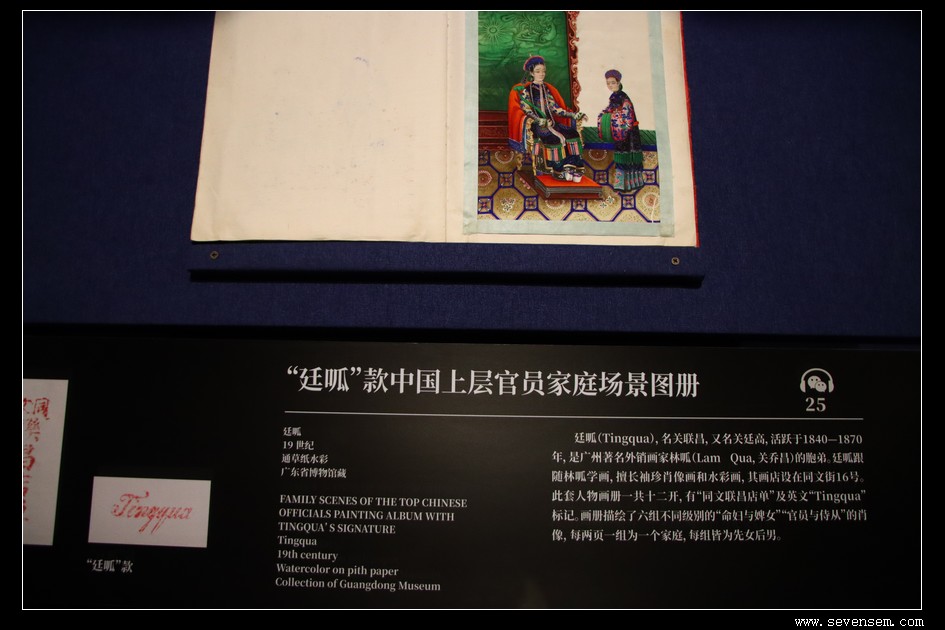 “廷呱”款中国上层官员家庭场景图册
25
廷呱
19 世纪
通草纸水彩
广东省博物馆藏
FAMILY SCENES OF THE TOP CHINESE
OFFICIALS PAINTING ALBUM WITH
TINGQUA'S SIGNATURE
Tingqua
19th century
Watercolor on pith paper
Collection of Guangdong Museum
廷呱(Tingqua), 名关联昌, 又名关廷高, 活跃于1840—1870
年, 是广州著名外销画家林呱(Lam Qua, 关乔昌)的胞弟。廷呱跟
随林呱学画, 擅长袖珍肖像画和水彩画, 其画店设在同文街16号。
此套人物画册一共十二开, 有“同文联昌店单”及英文“Tingqua”
标记。画册描绘了六组不同级别的“命妇与婢女”“官员与侍从”的肖
像, 每两页一组为一个家庭, 每组皆为先女后男。
Tingqua
“廷呱”款
www.sevensem.com